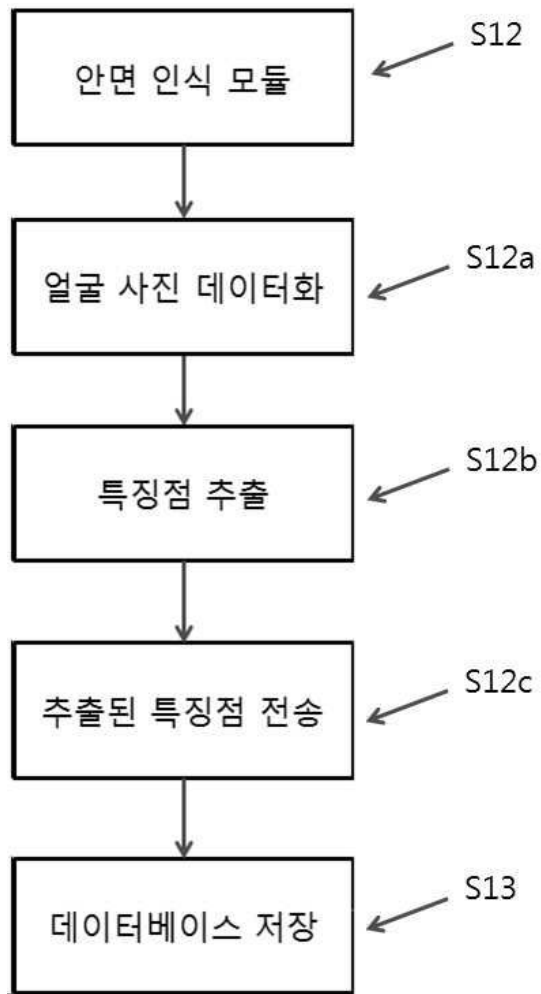 S12
안면 인식 모듈
S12a
얼굴 사진 데이터화
S12b
특징점 추출
S12c
추출된 특징점 전송
S13
데이터베이스 저장